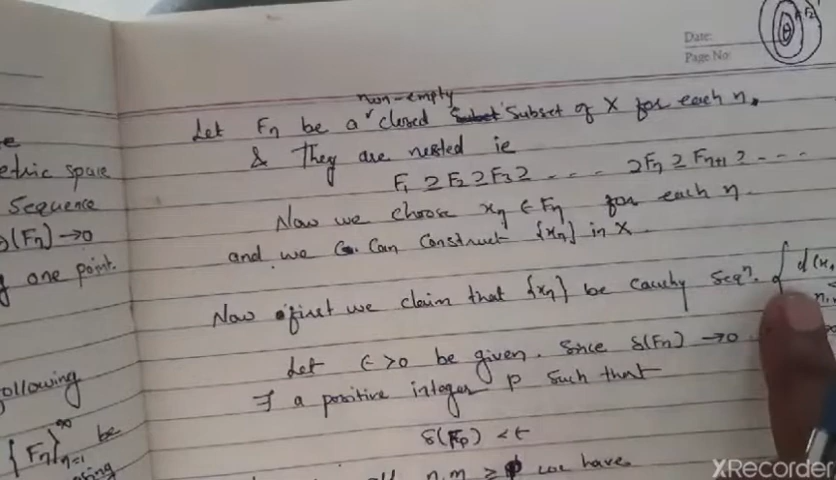 Date:
Page No:
non-empty
Let Fn be a closed Subset of X for each n.
& They are nested ie
F1 ⊇ F2 ⊇ F3 ⊇ - - - - - ⊇ Fn ⊇ Fn+1 ⊇ - - -
Now we choose xn ∈ Fn for each n.
and we Can Construct {xn} in X
Now first we claim that {xn} be cauchy Seqn.
Let ϵ>0 be given. Since δ(Fn) → 0
∃ a positive integer p such that
δ(Fp) < ϵ
n,m ≥ p we have
etric space
Sequence
δ(Fn) → 0
one point.
following
{Fn}∞n=1 be
XRecorder